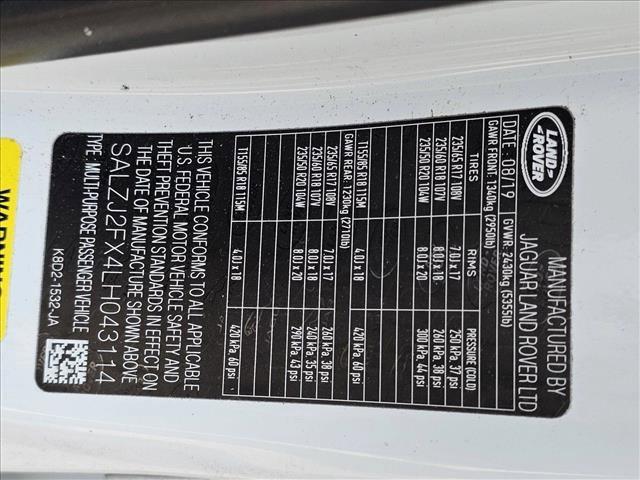 LAND
ROVER
MANUFACTURED BY
JAGUAR LAND ROVER LTD
DATE: 08/19 GVWR: 2430kg (5355lb)
GAWR FRONT: 1340kg (2950lb)
TIRES RIMS PRESSURE (COLD)
235/65 R17 108V 7.0J x 17 250 kPa, 37 psi
235/60 R18 107V 8.0J x 18 260 kPa, 38 psi
235/50 R20 104W 8.0J x 20 300 kPa, 44 psi
T155/85 R18 115M 4.0J x 18 420 kPa, 60 psi
GAWR REAR: 1230kg (2710lb)
235/65 R17 108V 7.0J x 17 260 kPa, 38 psi
235/60 R18 107V 8.0J x 18 240 kPa, 35 psi
235/50 R20 104W 8.0J x 20 290 kPa, 43 psi
T155/85 R18 115M 4.0J x 18 420 kPa, 60 psi
THIS VEHICLE CONFORMS TO ALL APPLICABLE
U.S. FEDERAL MOTOR VEHICLE SAFETY AND
THEFT PREVENTION STANDARDS IN EFFECT ON
THE DATE OF MANUFACTURE SHOWN ABOVE
SALZJ2FX4LH043114
TYPE: MULTI-PURPOSE PASSENGER VEHICLE
K8D2-1532-JA
WARNING